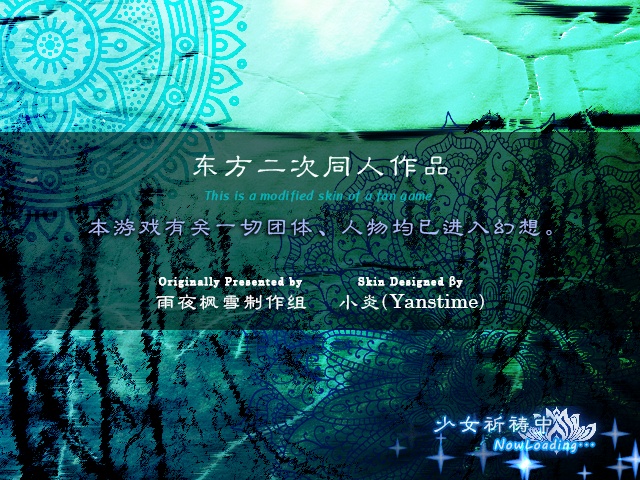 东方二次同人作品
This is a modified skin of a fan game
本游戏有关一切团体、人物均已进入幻想。
Originally Presented by
雨夜枫雪制作组
Skin Designed By
小炎(Yanstime)
少女祈祷中
NowLoading···